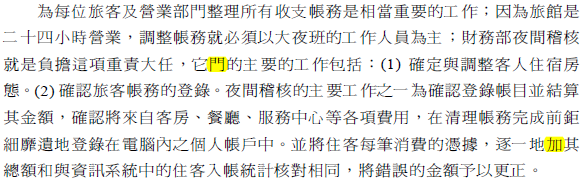 為每位旅客及營業部門整理所有收支帳務是相當重要的工作；因為旅館是
二十四小時營業，調整帳務就必須以大夜班的工作人員為主；財務部夜間稽核
就是負擔這項重責大任，它門的主要的工作包括：(1) 確定與調整客人住宿房
態。(2) 確認旅客帳務的登錄。夜間稽核的主要工作之一為確認登錄帳目並結算
其金額，確認將來自客房、餐廳、服務中心等各項費用，在清理帳務完成前鉅
細靡遺地登錄在電腦內之個人帳戶中。並將住客每筆消費的憑據，逐一地加其
總額和與資訊系統中的住客入帳統計核對相同，將錯誤的金額予以更正。